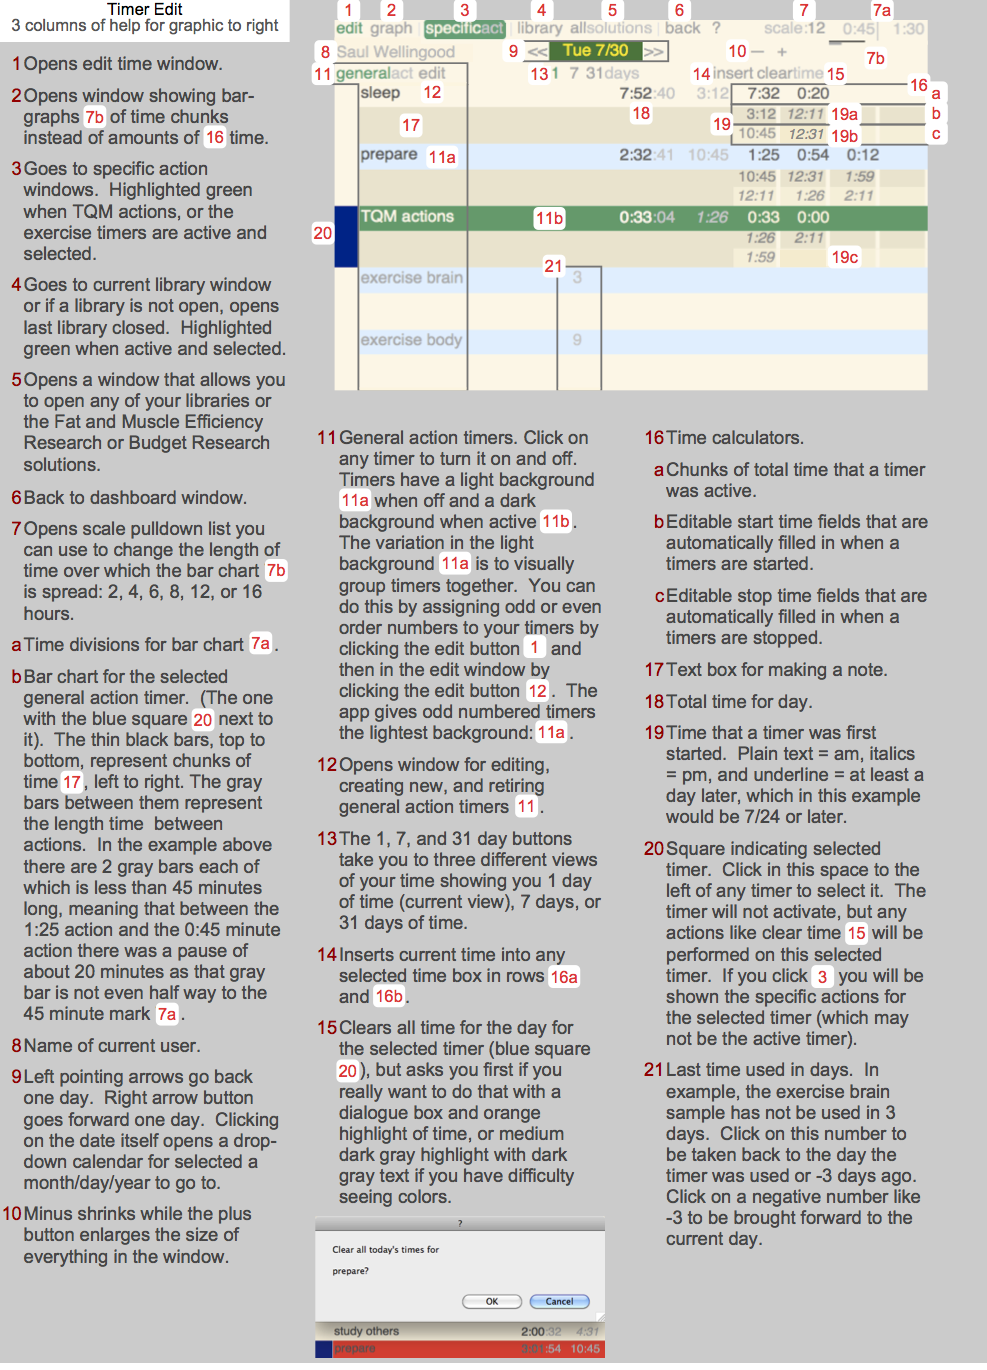 Timer Edit
3 columns of help for graphic to right
1 Opens edit time window.
2 Opens window showing bar-
graphs 7b of time chunks
instead of amounts of 16 time.
3 Goes to specific action
windows. Highlighted green
when TQM actions, or the
exercise timers are active and
selected.
4 Goes to current library window
or if a library is not open, opens
last library closed. Highlighted
green when active and selected.
5 Opens a window that allows you
to open any of your libraries or
the Fat and Muscle Efficiency
Research or Budget Research
solutions.
6 Back to dashboard window.
7 Opens scale pulldown list you
can use to change the length of
time over which the bar chart 7b
is spread: 2, 4, 6, 8, 12, or 16
hours.
a Time divisions for bar chart 7a .
b Bar chart for the selected
general action timer. (The one
with the blue square 20 next to
it). The thin black bars, top to
bottom, represent chunks of
time 17 , left to right. The gray
bars between them represent
the length time between
actions. In the example above
there are 2 gray bars each of
which is less than 45 minutes
long, meaning that between the
1:25 action and the 0:45 minute
action there was a pause of
about 20 minutes as that gray
bar is not even half way to the
45 minute mark 7a .
8 Name of current user.
9 Left pointing arrows go back
one day. Right arrow button
goes forward one day. Clicking
on the date itself opens a drop-
down calendar for selected a
month/day/year to go to.
10 Minus shrinks while the plus
button enlarges the size of
everything in the window.
1 2 3 4 5 6 7 7a
edit graph specificact library allsolutions back ? scale:12 0:45 1:30
8 Saul Wellingood 9 << Tue 7/30 >> 10 – + 7b
11 generalact edit 13 1 7 31days 14 insert cleartime 15
sleep 12 7:52:40 3:12 7:32 0:20 16 a
17 18 19 3:12 12:11 19a b
10:45 12:31 19b c
prepare 11a 2:32:41 10:45 1:25 0:54 0:12
10:45 12:31 1:59
12:11 1:26 2:11
TQM actions 11b 0:33:04 1:26 0:33 0:00
20 1:26 2:11
1:59 19c
21
exercise brain 3
exercise body 9
11 General action timers. Click on
any timer to turn it on and off.
Timers have a light background
11a when off and a dark
background when active 11b .
The variation in the light
background 11a is to visually
group timers together. You can
do this by assigning odd or even
order numbers to your timers by
clicking the edit button 1 and
then in the edit window by
clicking the edit button 12 . The
app gives odd numbered timers
the lightest background: 11a .
12 Opens window for editing,
creating new, and retiring
general action timers 11 .
13 The 1, 7, and 31 day buttons
take you to three different views
of your time showing you 1 day
of time (current view), 7 days, or
31 days of time.
14 Inserts current time into any
selected time box in rows 16a
and 16b .
15 Clears all time for the day for
the selected timer (blue square
20 ), but asks you first if you
really want to do that with a
dialogue box and orange
highlight of time, or medium
dark gray highlight with dark
gray text if you have difficulty
seeing colors.
?
Clear all today's times for
prepare?
OK Cancel
study others 2:00:32 4:31
prepare :54 10:45
16 Time calculators.
a Chunks of total time that a timer
was active.
b Editable start time fields that are
automatically filled in when a
timers are started.
c Editable stop time fields that are
automatically filled in when a
timers are stopped.
17 Text box for making a note.
18 Total time for day.
19 Time that a timer was first
started. Plain text = am, italics
= pm, and underline = at least a
day later, which in this example
would be 7/24 or later.
20 Square indicating selected
timer. Click in this space to the
left of any timer to select it. The
timer will not activate, but any
actions like clear time 15 will be
performed on this selected
timer. If you click 3 you will be
shown the specific actions for
the selected timer (which may
not be the active timer).
21 Last time used in days. In
example, the exercise brain
sample has not be used in 3
days. Click on this number to
be taken back to the day the
timer was used or -3 days ago.
Click on a negative number like
-3 to be brought forward to the
current day.